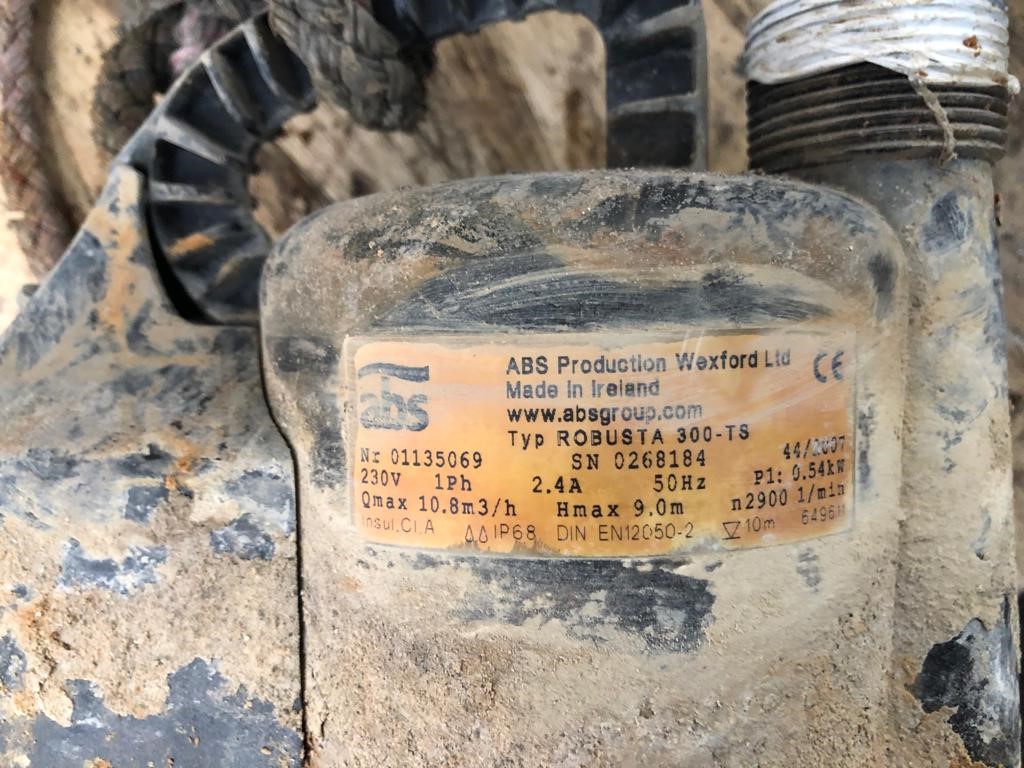 abs
ABS Production Wexford Ltd
Made in Ireland
www.absgroup.com
Typ ROBUSTA 300-TS
CE
Nr 01135069 SN 0268184 44/2007
230V 1Ph 2.4A 50Hz P1: 0.54kW
Qmax 10.8m3/h Hmax 9.0m n2900 1/min
Insul.Cl.A IP68 DIN EN12050-2 10m